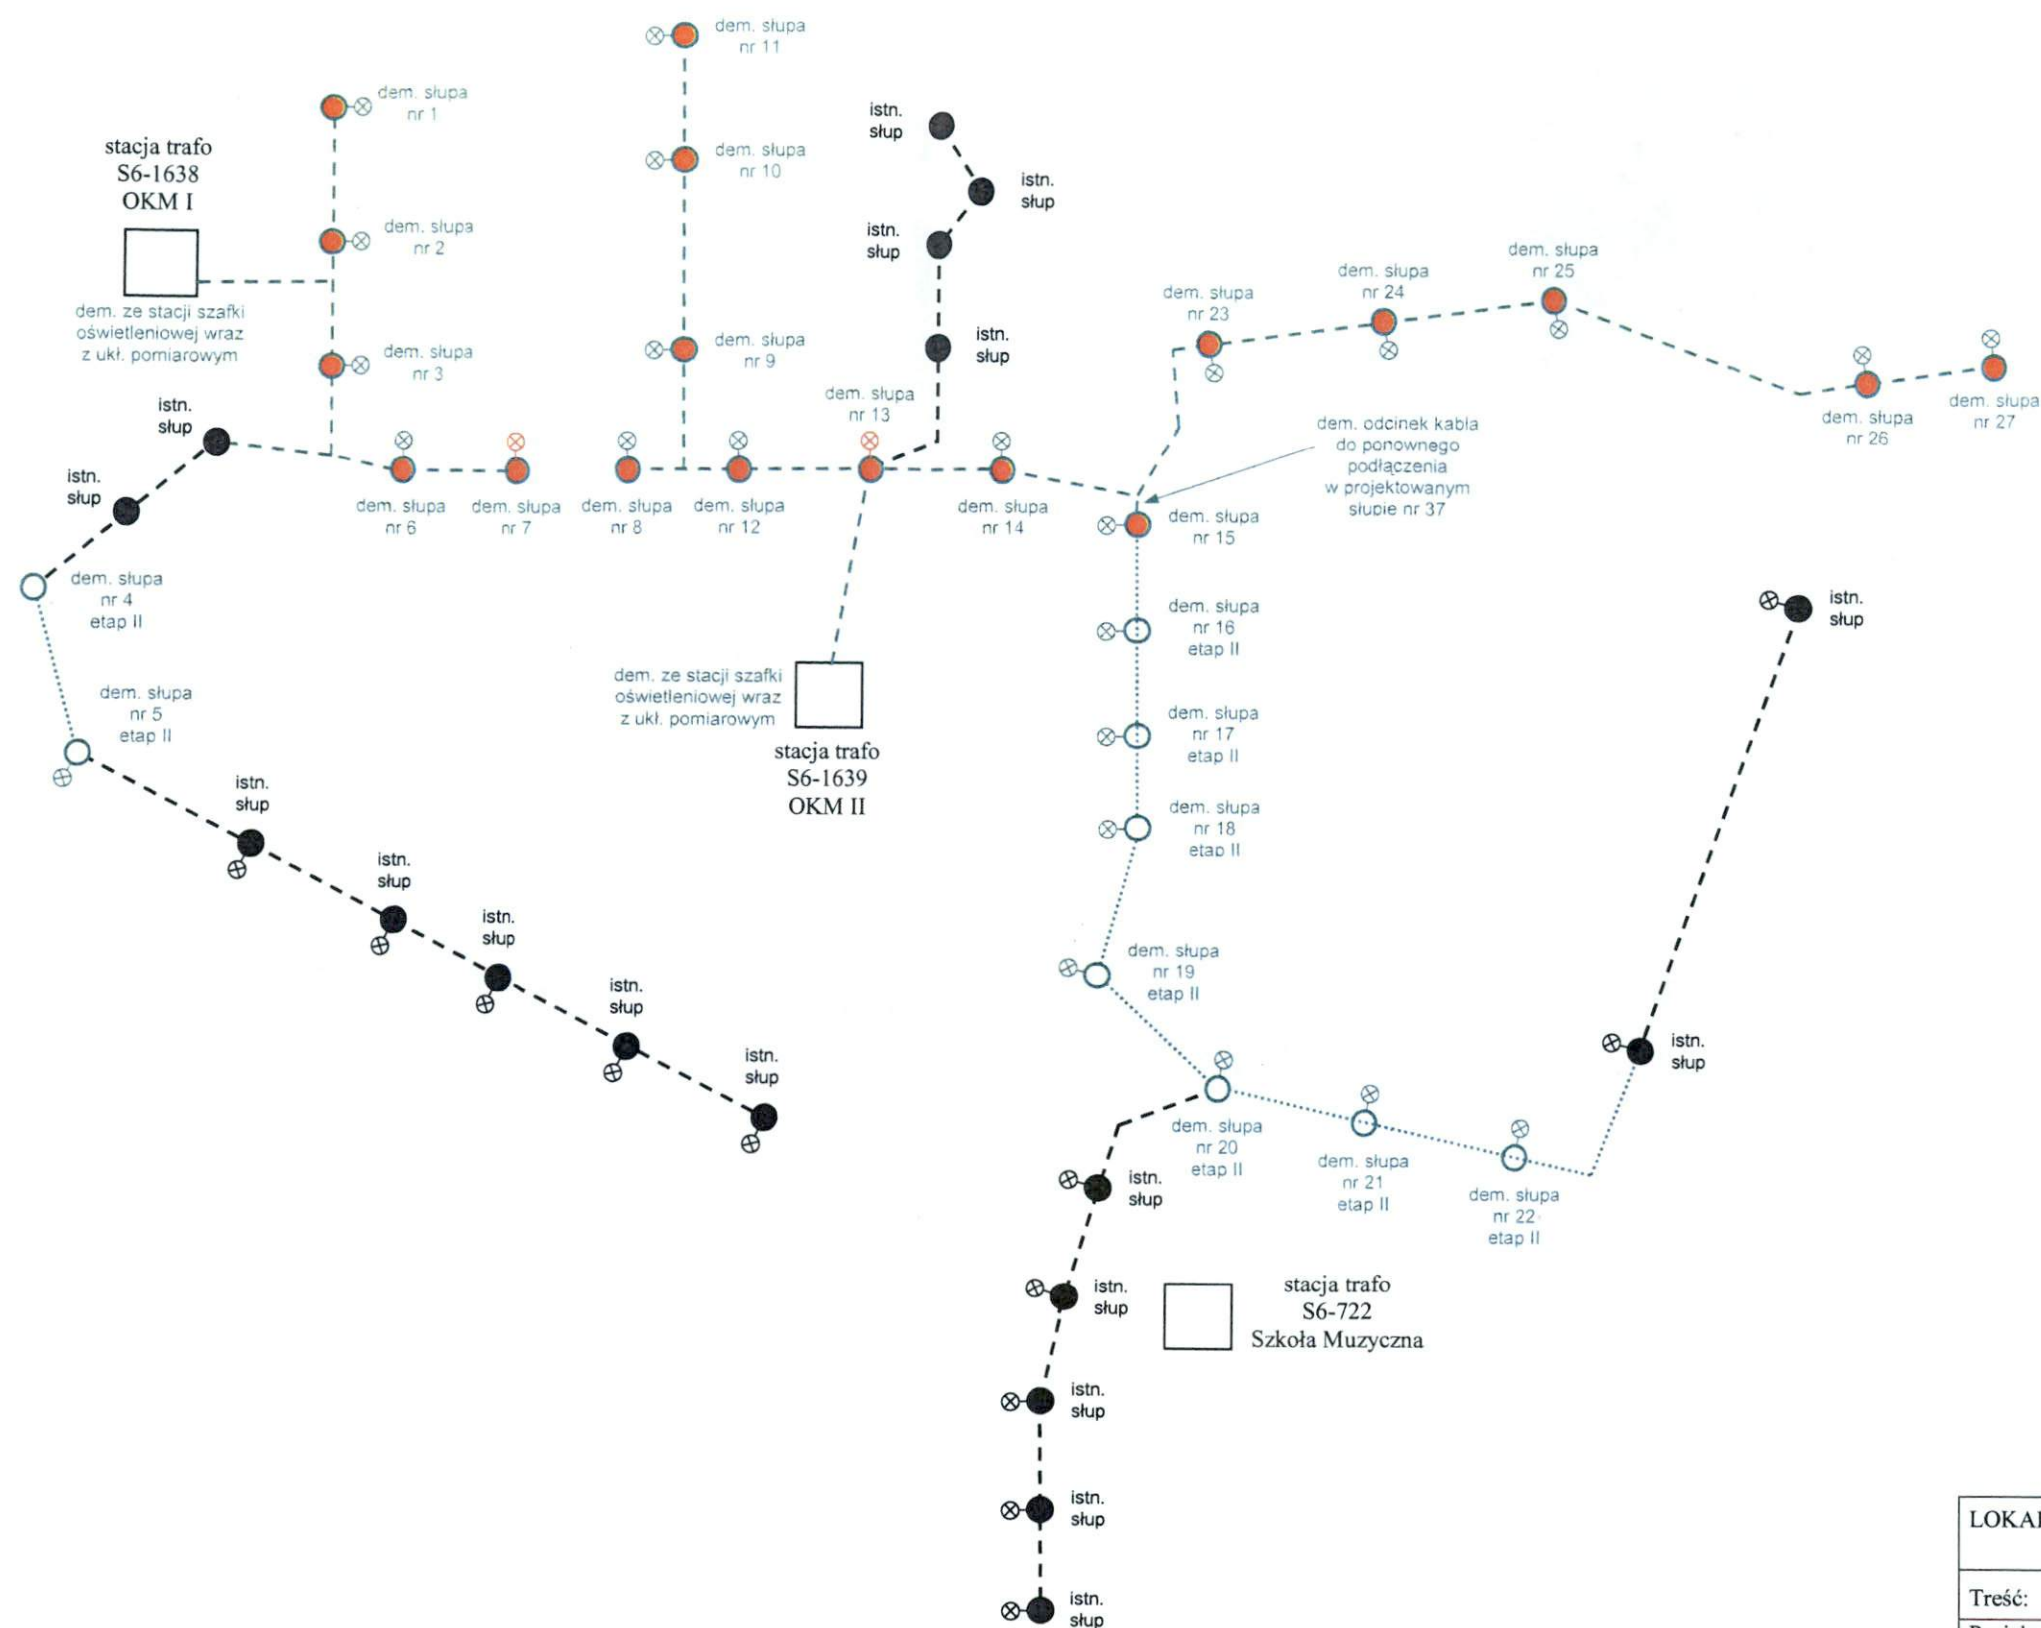 dem. słupa
nr 11
dem. słupa
nr 1
istn.
słup
stacja trafo
S6-1638
OKM I
dem. słupa
nr 10
istn.
słup
dem. słupa
nr 2
istn.
słup
dem. słupa
nr 25
dem. słupa
nr 24
dem. słupa
nr 23
dem. ze stacji szafki
oświetleniowej wraz
z ukł. pomiarowym
dem. słupa
nr 3
dem. słupa
nr 9
istn.
słup
dem. słupa
nr 13
istn.
słup
dem. odcinek kabla
do ponownego
podłączenia
w projektowanym
słupie nr 37
dem. słupa
nr 26
dem. słupa
nr 27
istn.
słup
dem. słupa
nr 6
dem. słupa
nr 7
dem. słupa
nr 8
dem. słupa
nr 12
dem. słupa
nr 14
dem. słupa
nr 15
dem. słupa
nr 4
etap II
dem. słupa
nr 16
etap II
istn.
słup
dem. słupa
nr 5
etap II
dem. ze stacji szafki
oświetleniowej wraz
z ukł. pomiarowym
stacja trafo
S6-1639
OKM II
dem. słupa
nr 17
etap II
istn.
słup
dem. słupa
nr 18
etap II
istn.
słup
istn.
słup
dem. słupa
nr 19
etap II
istn.
słup
istn.
słup
istn.
słup
dem. słupa
nr 20
etap II
dem. słupa
nr 21
etap II
dem. słupa
nr 22
etap II
istn.
słup
istn.
słup
stacja trafo
S6-722
Szkoła Muzyczna
istn.
słup
istn.
słup
istn.
słup
LOKAL
Treść: